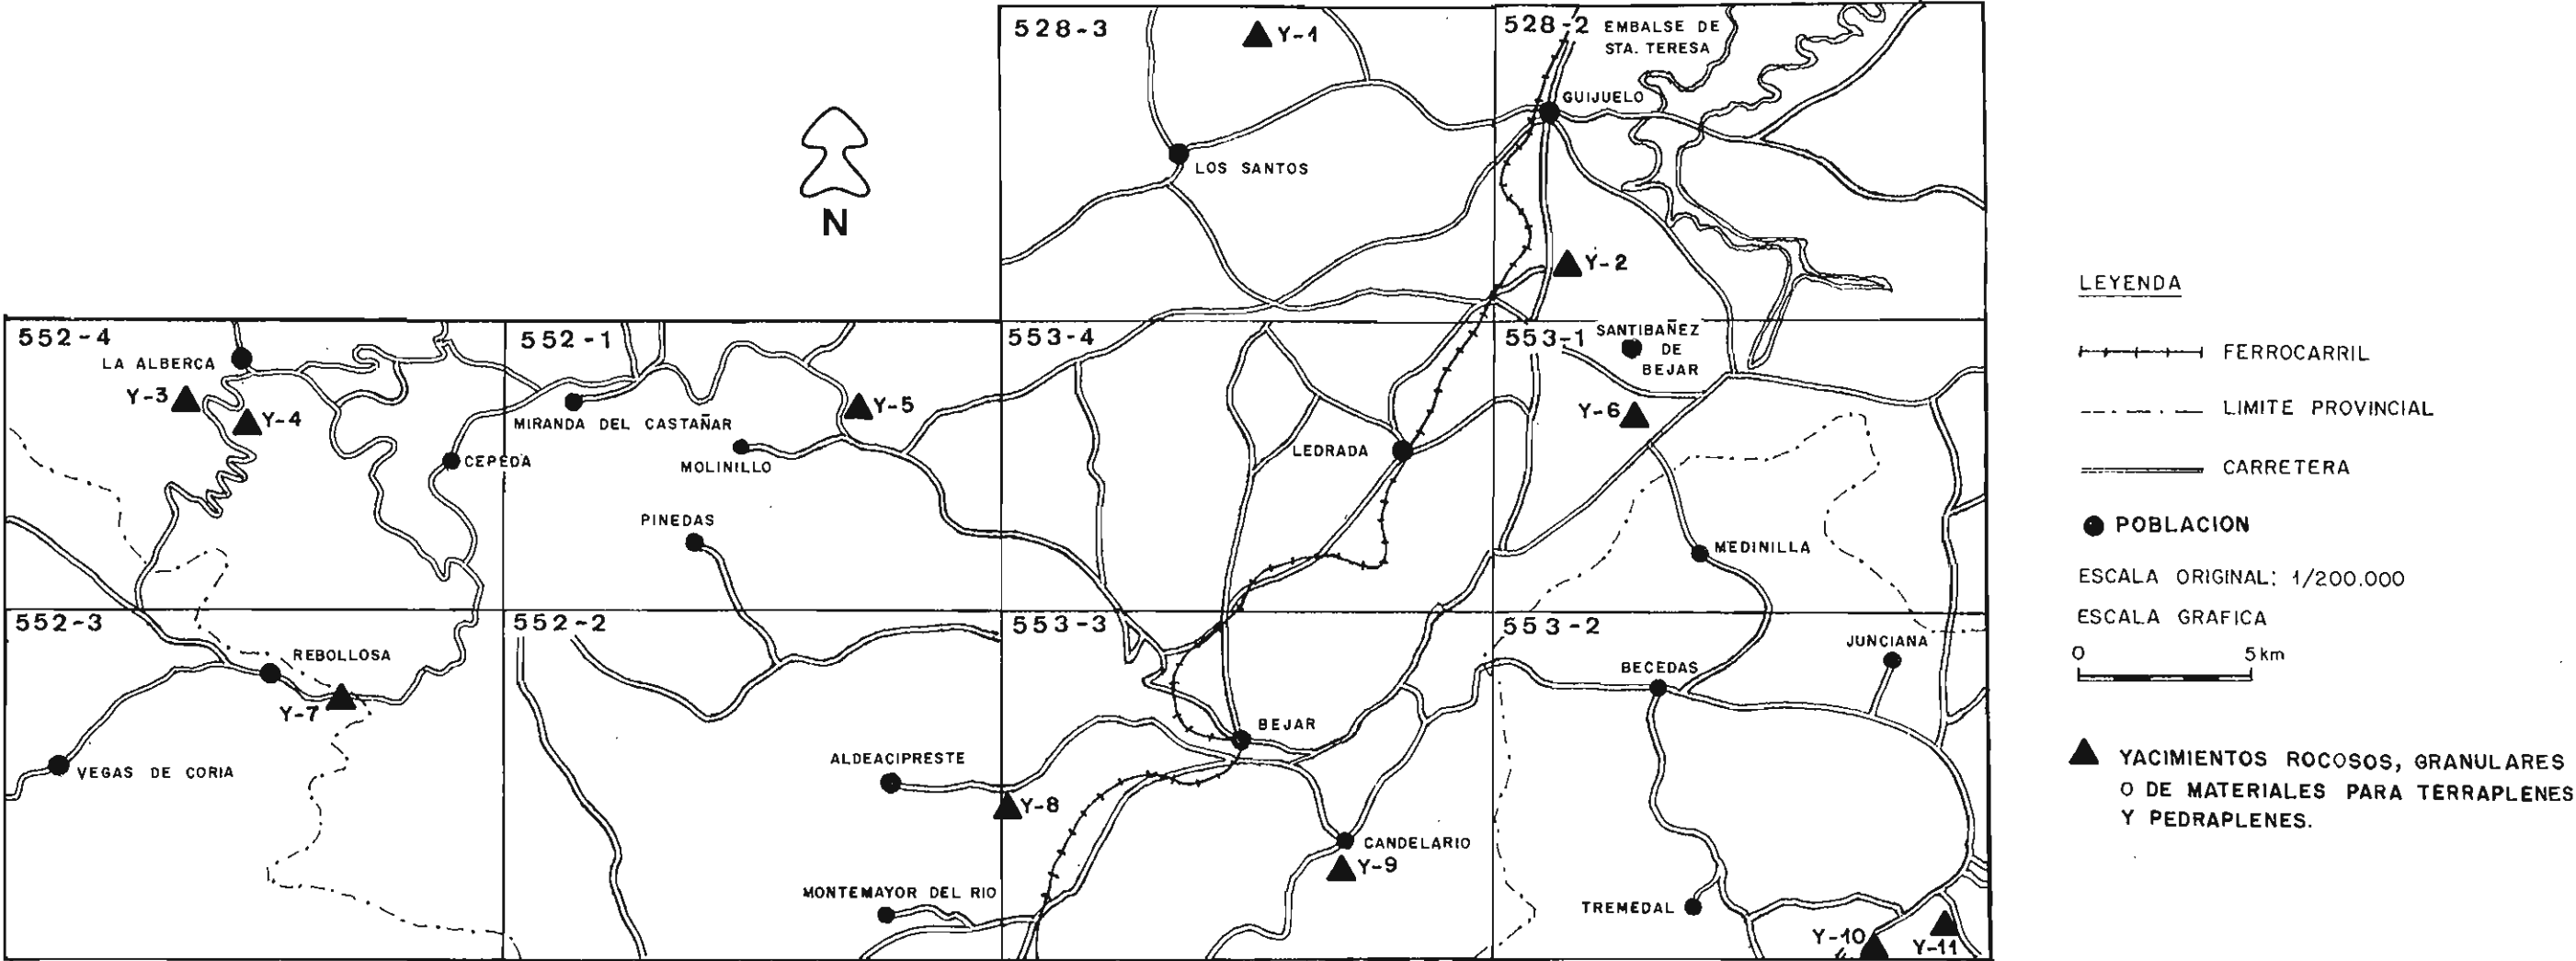 528-3
Y-1
528-2
EMBALSE DE
STA. TERESA
GUIJUELO
LOS SANTOS
N
Y-2
552-4
LA ALBERCA
Y-3
Y-4
CEPEDA
552-1
MIRANDA DEL CASTAÑAR
Y-5
MOLINILLO
PINEDAS
553-4
LEDRADA
553-1
SANTIBAÑEZ
DE
BEJAR
Y-6
MEDINILLA
552-3
REBOLLOSA
Y-7
VEGAS DE CORIA
552-2
ALDEACIPRESTE
MONTEMAYOR DEL RIO
553-3
BEJAR
Y-8
CANDELARIO
Y-9
553-2
JUNCIANA
BECEDAS
TREMEDAL
Y-10
Y-11
LEYENDA
FERROCARRIL
LIMITE PROVINCIAL
CARRETERA
POBLACION
ESCALA ORIGINAL: 1/200.000
ESCALA GRAFICA
0 5 km
YACIMIENTOS ROCOSOS, GRANULARES
O DE MATERIALES PARA TERRAPLENES
Y PEDRAPLENES.